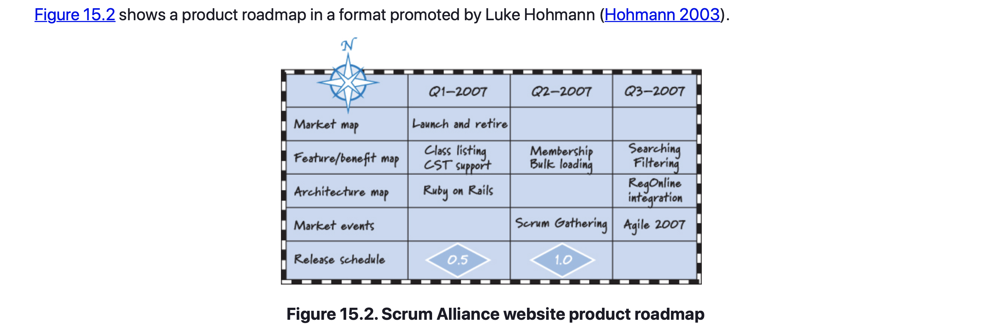 Figure 15.2 shows a product roadmap in a format promoted by Luke Hohmann (Hohmann 2003).
N
Q1–2007 Q2–2007 Q3–2007
Market map Launch and retire
Feature/benefit map Class listing Membership Searching
CST support Bulk loading Filtering
Architecture map Ruby on Rails RegOnline
integration
Market events Scrum Gathering Agile 2007
Release schedule 0.5 1.0
Figure 15.2. Scrum Alliance website product roadmap